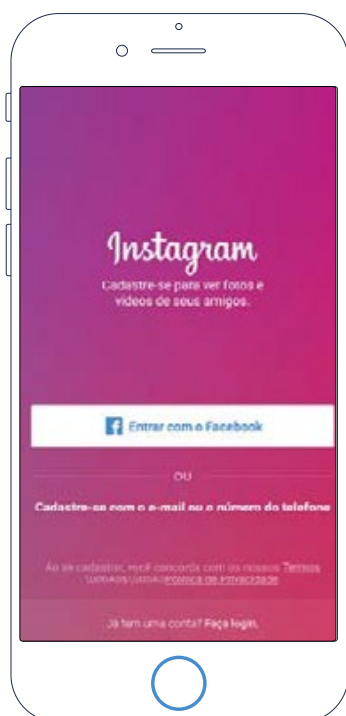 Instagram
Cadastre-se para ver fotos e
vídeos de seus amigos.
Entrar com o Facebook
OU
Cadastre-se com o e-mail ou o número do telefone
Ao se cadastrar, você concorda com os nossos Termos
Política de Privacidade
Já tem uma conta? Faça login.